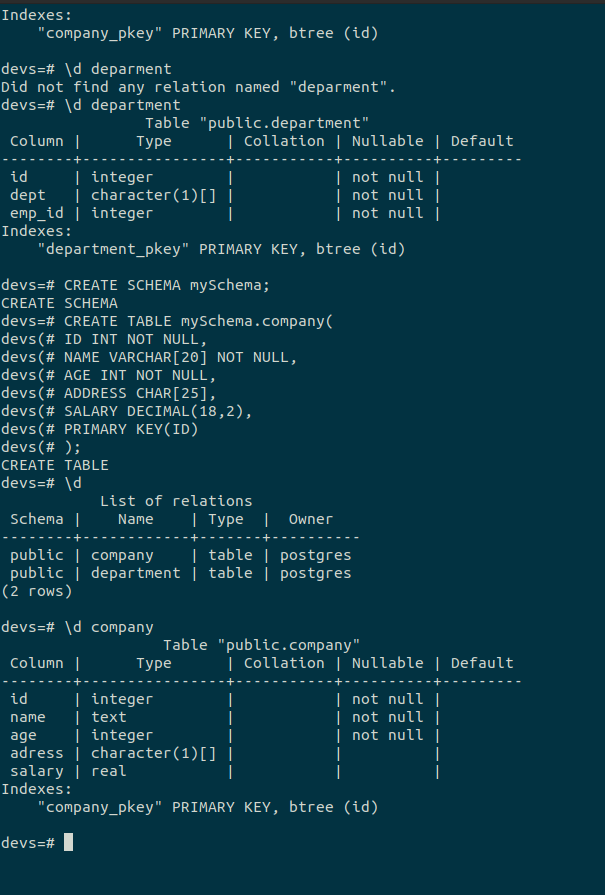 Indexes:
    "company_pkey" PRIMARY KEY, btree (id)
devs=# \d deparment
Did not find any relation named "deparment".
devs=# \d department
                Table "public.department"
 Column |      Type      | Collation | Nullable | Default
--------+----------------+-----------+----------+---------
 id     | integer        |           | not null |
 dept   | character(1)[] |           | not null |
 emp_id | integer        |           | not null |
Indexes:
    "department_pkey" PRIMARY KEY, btree (id)
devs=# CREATE SCHEMA mySchema;
CREATE SCHEMA
devs=# CREATE TABLE mySchema.company(
devs(# ID INT NOT NULL,
devs(# NAME VARCHAR[20] NOT NULL,
devs(# AGE INT NOT NULL,
devs(# ADDRESS CHAR[25],
devs(# SALARY DECIMAL(18,2),
devs(# PRIMARY KEY(ID)
devs(# );
CREATE TABLE
devs=# \d
           List of relations
 Schema |    Name    | Type  |  Owner
--------+------------+-------+----------
 public | company    | table | postgres
 public | department | table | postgres
(2 rows)
devs=# \d company
                  Table "public.company"
 Column |      Type      | Collation | Nullable | Default
--------+----------------+-----------+----------+---------
 id     | integer        |           | not null |
 name   | text           |           | not null |
 age    | integer        |           | not null |
 adress | character(1)[] |           |          |
 salary | real           |           |          |
Indexes:
    "company_pkey" PRIMARY KEY, btree (id)
devs=#